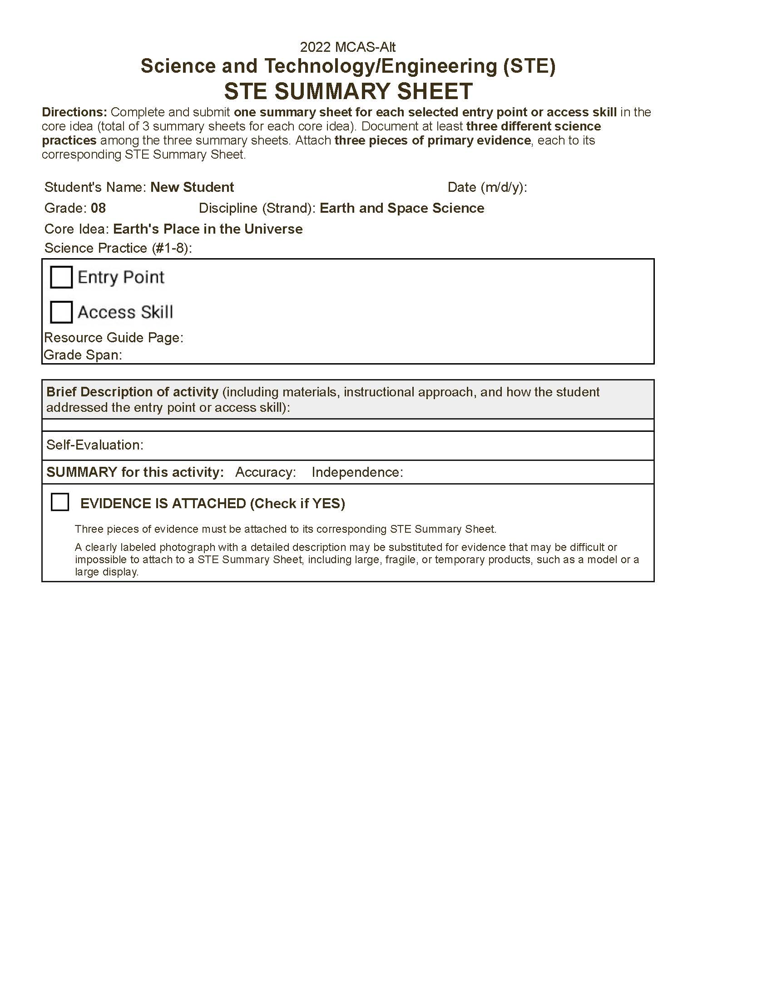 2022 MCAS-Alt
Science and Technology/Engineering (STE)
STE SUMMARY SHEET
Directions: Complete and submit one summary sheet for each selected entry point or access skill in the
core idea (total of 3 summary sheets for each core idea). Document at least three different science
practices among the three summary sheets. Attach three pieces of primary evidence, each to its
corresponding STE Summary Sheet.
Student's Name: New Student Date (m/d/y):
Grade: 08 Discipline (Strand): Earth and Space Science
Core Idea: Earth's Place in the Universe
Science Practice (#1-8):
Entry Point
Access Skill
Resource Guide Page:
Grade Span:
Brief Description of activity (including materials, instructional approach, and how the student
addressed the entry point or access skill):
Self-Evaluation:
SUMMARY for this activity: Accuracy: Independence:
EVIDENCE IS ATTACHED (Check if YES)
Three pieces of evidence must be attached to its corresponding STE Summary Sheet.
A clearly labeled photograph with a detailed description may be substituted for evidence that may be difficult or
impossible to attach to a STE Summary Sheet, including large, fragile, or temporary products, such as a model or a
large display.